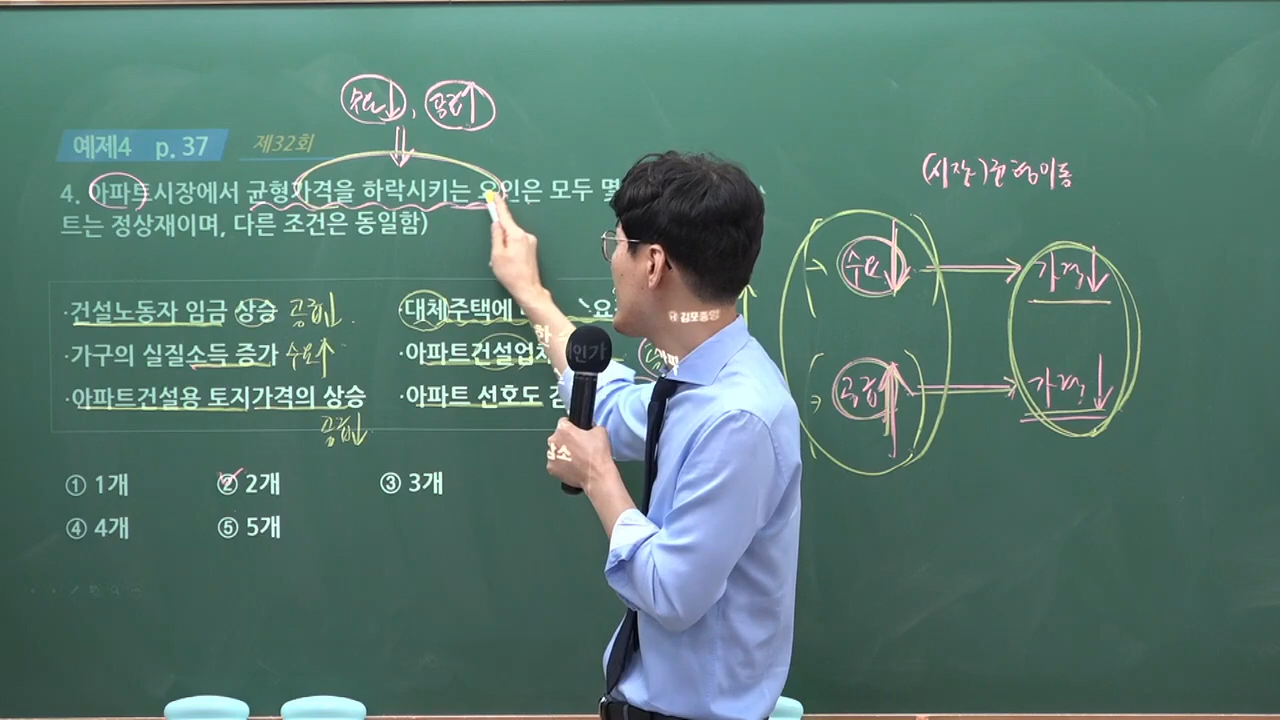 수요↓, 공급↑
예제4 p. 37 제32회
4. 아파트시장에서 균형가격을 하락시키는 요인은 모두 몇
트는 정상재이며, 다른 조건은 동일함)
·건설노동자 임금 상승 공급↓
·대체주택에
·가구의 실질소득 증가 수요↑
·아파트건설업체
·아파트건설용 토지가격의 상승
공급↓
·아파트 선호도 감소
① 1개 ② 2개 ③ 3개
④ 4개 ⑤ 5개
(시장)균형이동
수요↓ → 가격↓
공급↑ → 가격↓